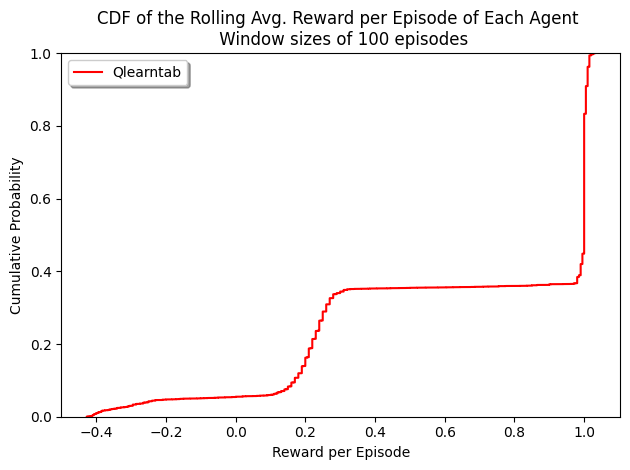 CDF of the Rolling Avg. Reward per Episode of Each Agent
Window sizes of 100 episodes
Qlearntab
1.0
0.8
0.6
0.4
0.2
0.0
Cumulative Probability
−0.4 −0.2 0.0 0.2 0.4 0.6 0.8 1.0
Reward per Episode